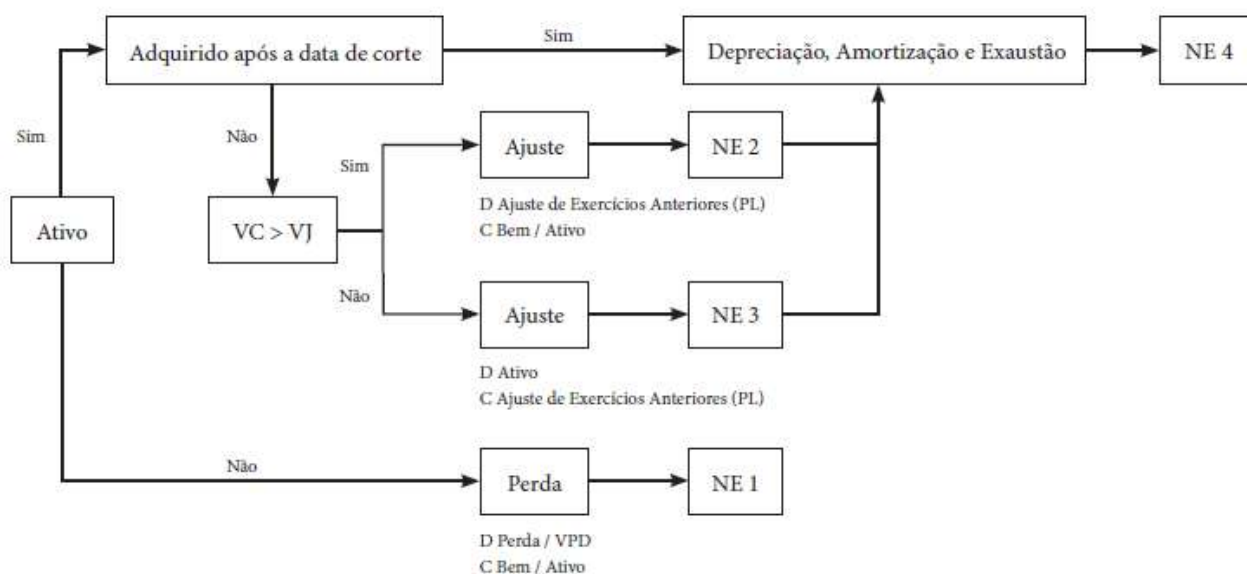 Adquirido após a data de corte
Sim
Depreciação, Amortização e Exaustão
NE 4
Sim
Não
Sim
Ajuste
NE 2
D Ajuste de Exercícios Anteriores (PL)
C Bem / Ativo
Ativo
VC > VJ
Não
Ajuste
NE 3
D Ativo
C Ajuste de Exercícios Anteriores (PL)
Não
Perda
NE 1
D Perda / VPD
C Bem / Ativo